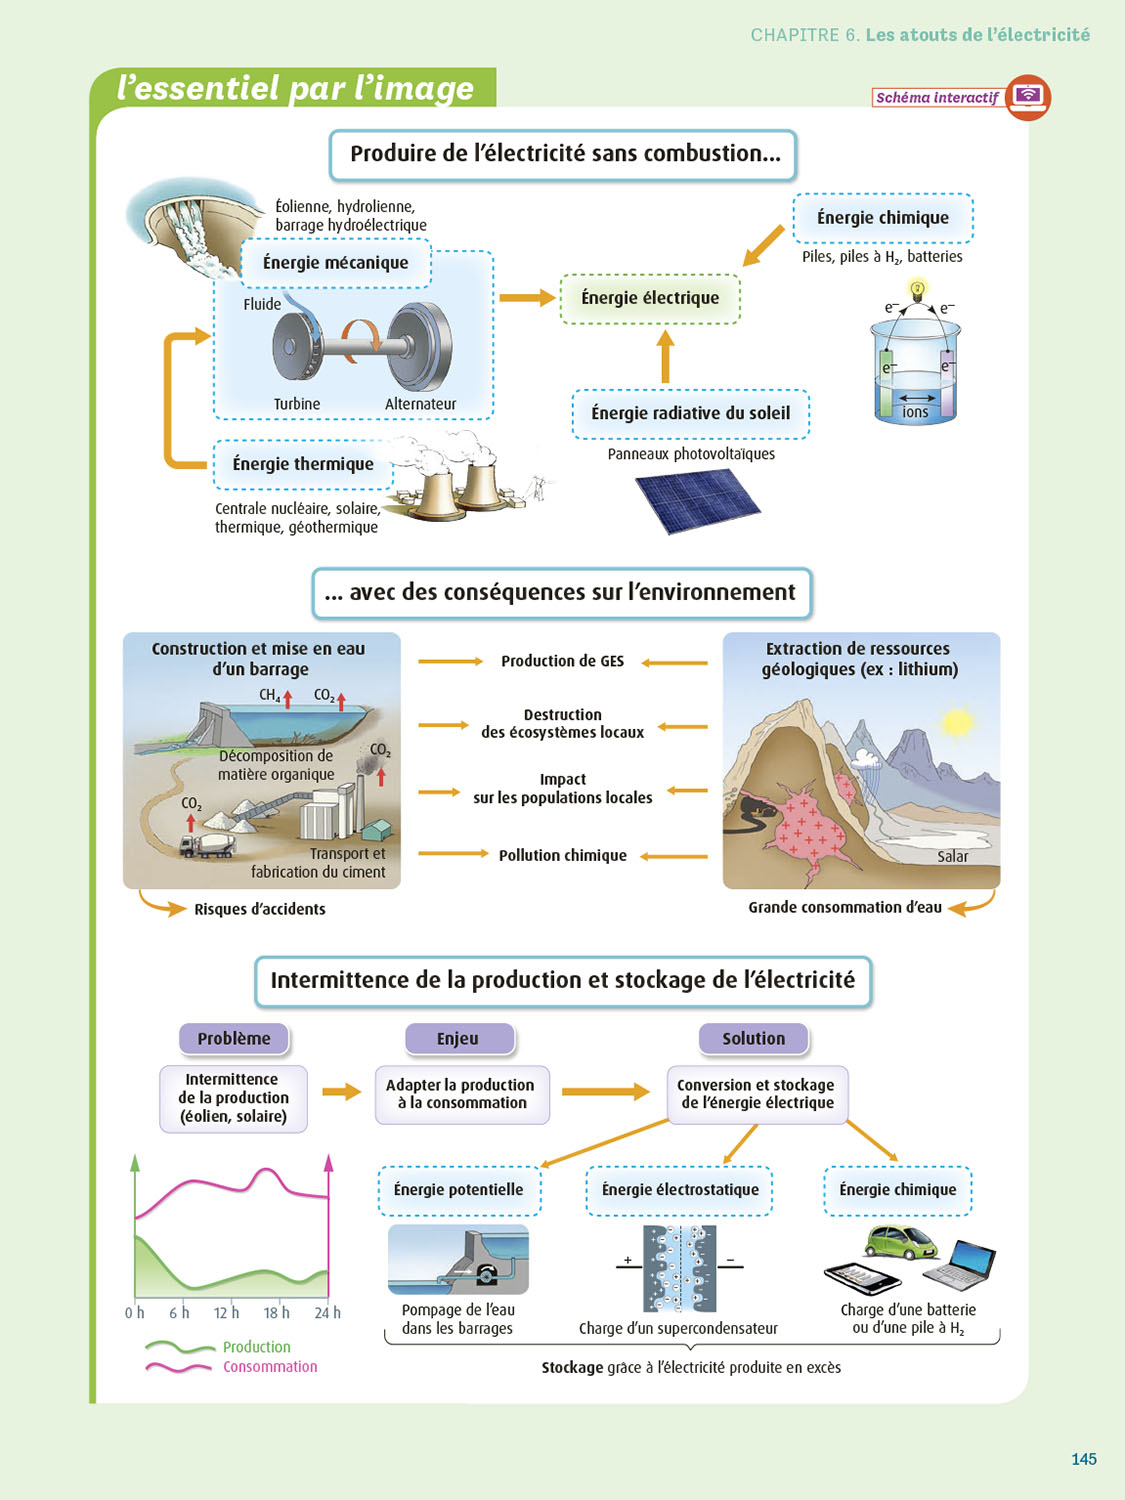 CHAPITRE 6. Les atouts de l'électricité
l'essentiel par l'image
Schéma interactif
Produire de l'électricité sans combustion...
Éolienne, hydrolienne,
barrage hydroélectrique
Énergie mécanique
Fluide
Turbine
Alternateur
Énergie thermique
Centrale nucléaire, solaire,
thermique, géothermique
Énergie électrique
Énergie radiative du soleil
Panneaux photovoltaïques
Énergie chimique
Piles, piles à H₂, batteries
e⁻
e⁻
e⁻
e⁻
ions
... avec des conséquences sur l'environnement
Construction et mise en eau
d'un barrage
CH₄
CO₂
Décomposition de
matière organique
CO₂
CO₂
Transport et
fabrication du ciment
Risques d'accidents
Production de GES
Destruction
des écosystèmes locaux
Impact
sur les populations locales
Pollution chimique
Extraction de ressources
géologiques (ex : lithium)
Salar
Grande consommation d'eau
Intermittence de la production et stockage de l'électricité
Problème
Enjeu
Solution
Intermittence
de la production
(éolien, solaire)
Adapter la production
à la consommation
Conversion et stockage
de l'énergie électrique
0 h 6 h 12 h 18 h 24 h
Production
Consommation
Énergie potentielle
Énergie électrostatique
Énergie chimique
+
−
Pompage de l'eau
dans les barrages
Charge d'un supercondensateur
Charge d'une batterie
ou d'une pile à H₂
Stockage grâce à l'électricité produite en excès
145